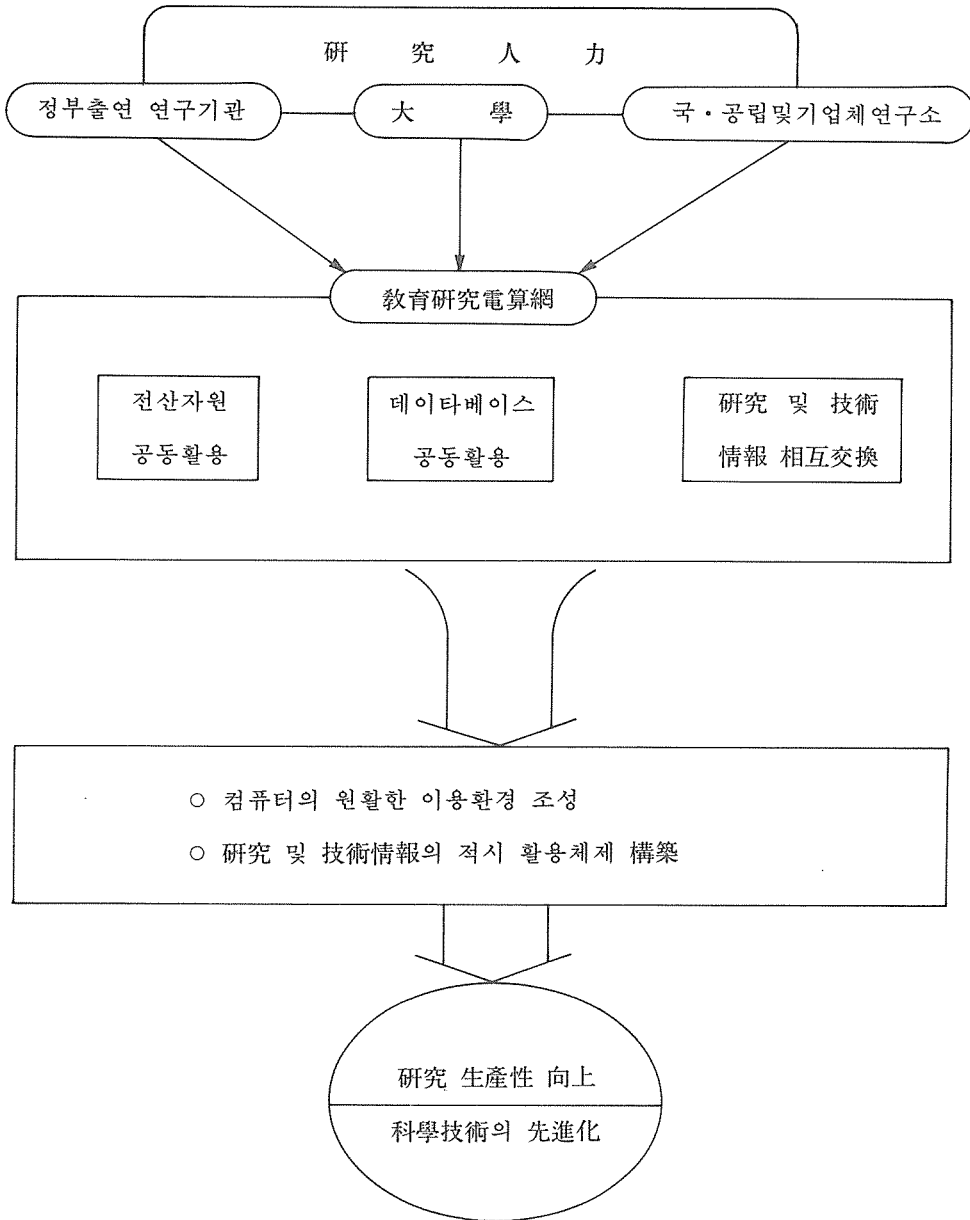 研 究 人 力
정부출연 연구기관
大 學
국・공립및기업체연구소
敎育研究電算網
전산자원
공동활용
데이타베이스
공동활용
研究 및 技術
情報 相互交換
○ 컴퓨터의 원활한 이용환경 조성
○ 研究 및 技術情報의 적시 활용체제 構築
研究 生產性 向上
科學技術의 先進化